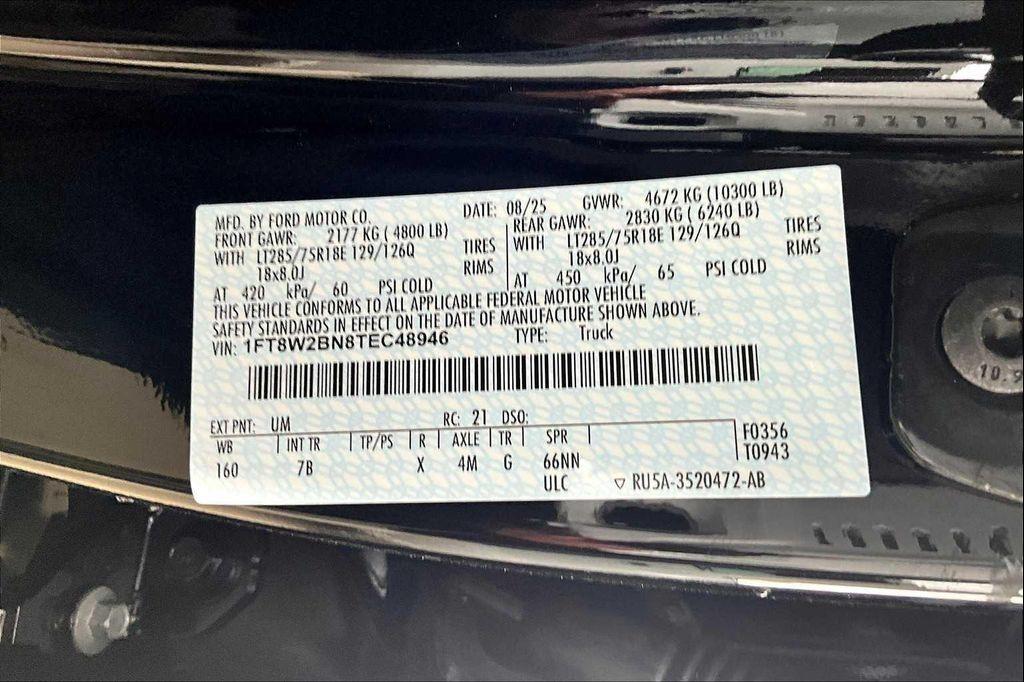 MFD. BY FORD MOTOR CO. DATE: 08/25 GVWR: 4672 KG (10300 LB)
FRONT GAWR: 2177 KG ( 4800 LB) REAR GAWR: 2830 KG ( 6240 LB)
WITH LT285/75R18E 129/126Q TIRES WITH LT285/75R18E 129/126Q TIRES
18x8.0J RIMS 18x8.0J RIMS
AT 420 kPa/ 60 PSI COLD AT 450 kPa/ 65 PSI COLD
THIS VEHICLE CONFORMS TO ALL APPLICABLE FEDERAL MOTOR VEHICLE
SAFETY STANDARDS IN EFFECT ON THE DATE OF MANUFACTURE SHOWN ABOVE.
VIN: 1FT8W2BN8TEC48946 TYPE: Truck
EXT PNT: UM RC: 21 DSO:
WB INT TR TP/PS R AXLE TR SPR F0356
160 7B X 4M G 66NN T0943
ULC RU5A-3520472-AB
10.9